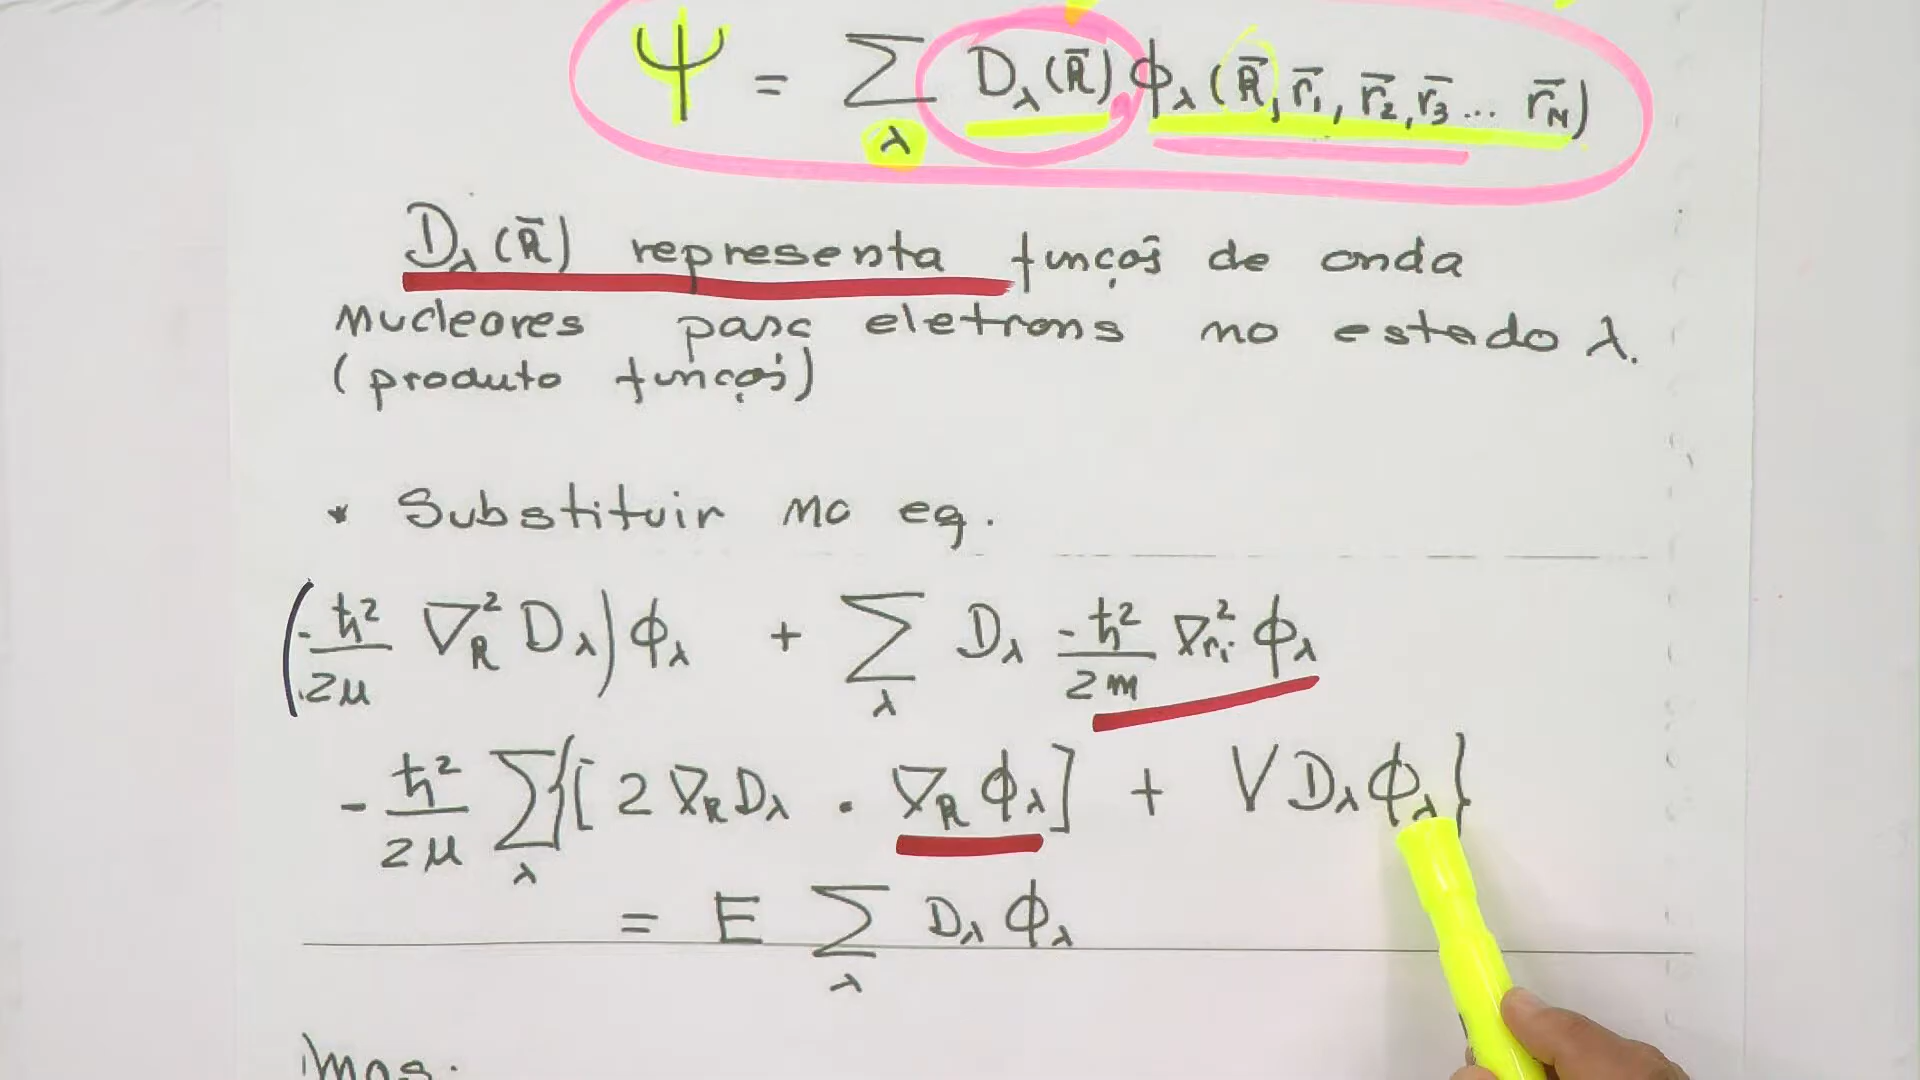 Ψ = Σ_λ D_λ(R̄) ϕ_λ(R̄, r̄₁, r̄₂, r̄₃... r̄_N)
D_λ(R̄) representa funçoẽs de onda
nucleares para eletrons no estado λ.
(produto funçoẽs)
* Substituir na eq.
(-ħ²/2μ ∇²_R D_λ) ϕ_λ + Σ_λ D_λ -ħ²/2m ∇²_rᵢ ϕ_λ
- ħ²/2μ Σ_λ {[2 ∇_R D_λ · ∇_R ϕ_λ] + V D_λ ϕ_λ}
= E Σ_λ D_λ ϕ_λ
Mas: